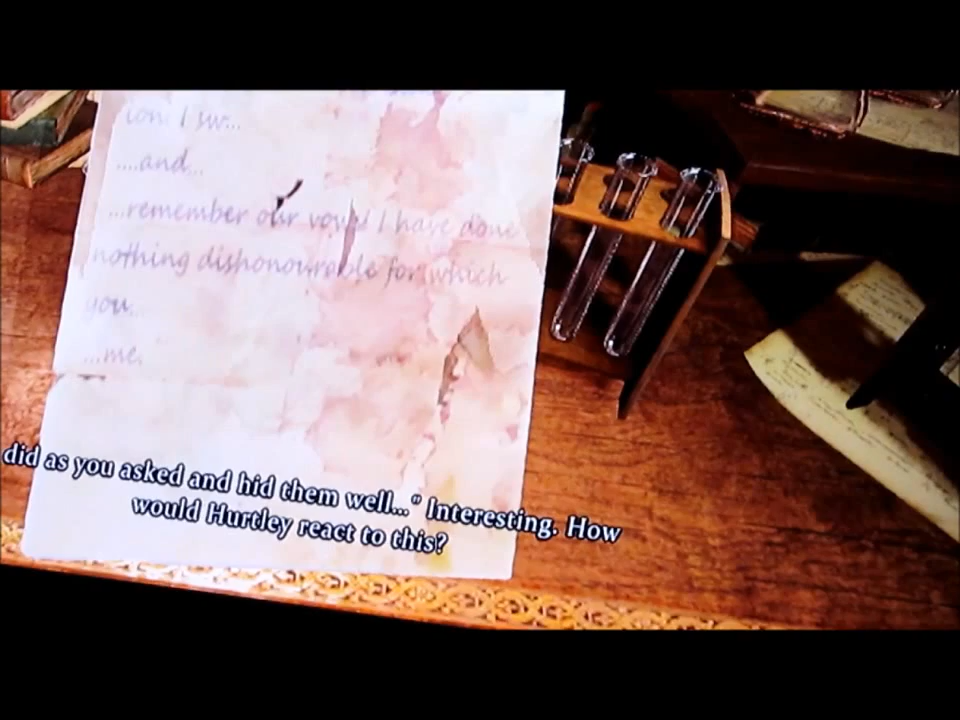 ion. I sw...
....and...
...remember our vows! I have done
nothing dishonourable for which
you...
...me.
did as you asked and hid them well..." Interesting. How
would Hurtley react to this?